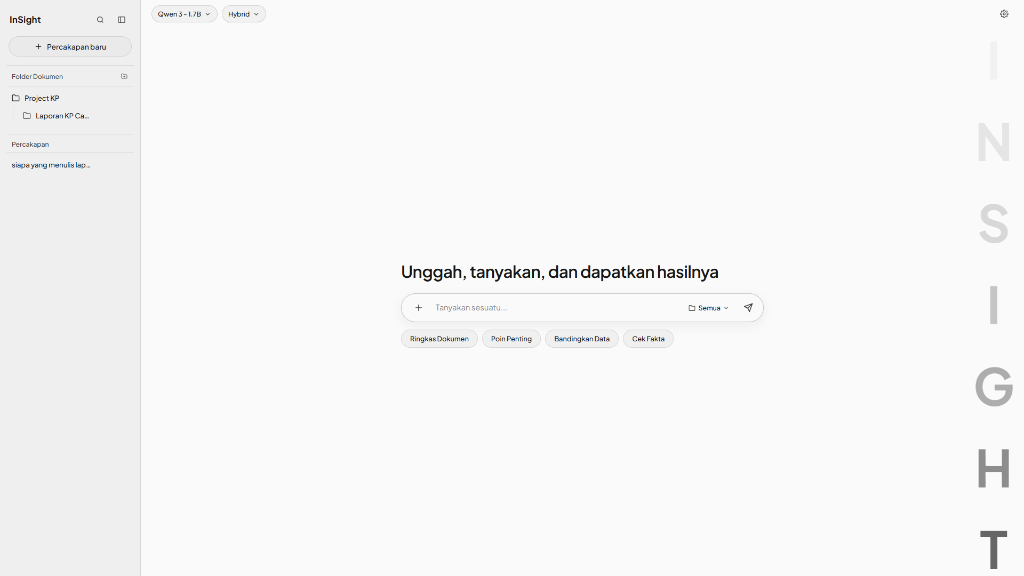 InSight
Percakapan baru
Folder Dokumen
Project KP
Laporan KP Ca...
Percakapan
siapa yang menulis lap...
Qwen 3 - 1.7B
Hybrid
Unggah, tanyakan, dan dapatkan hasilnya
Tanyakan sesuatu...
Semua
Ringkas Dokumen
Poin Penting
Bandingkan Data
Cek Fakta
I
N
S
I
G
H
T